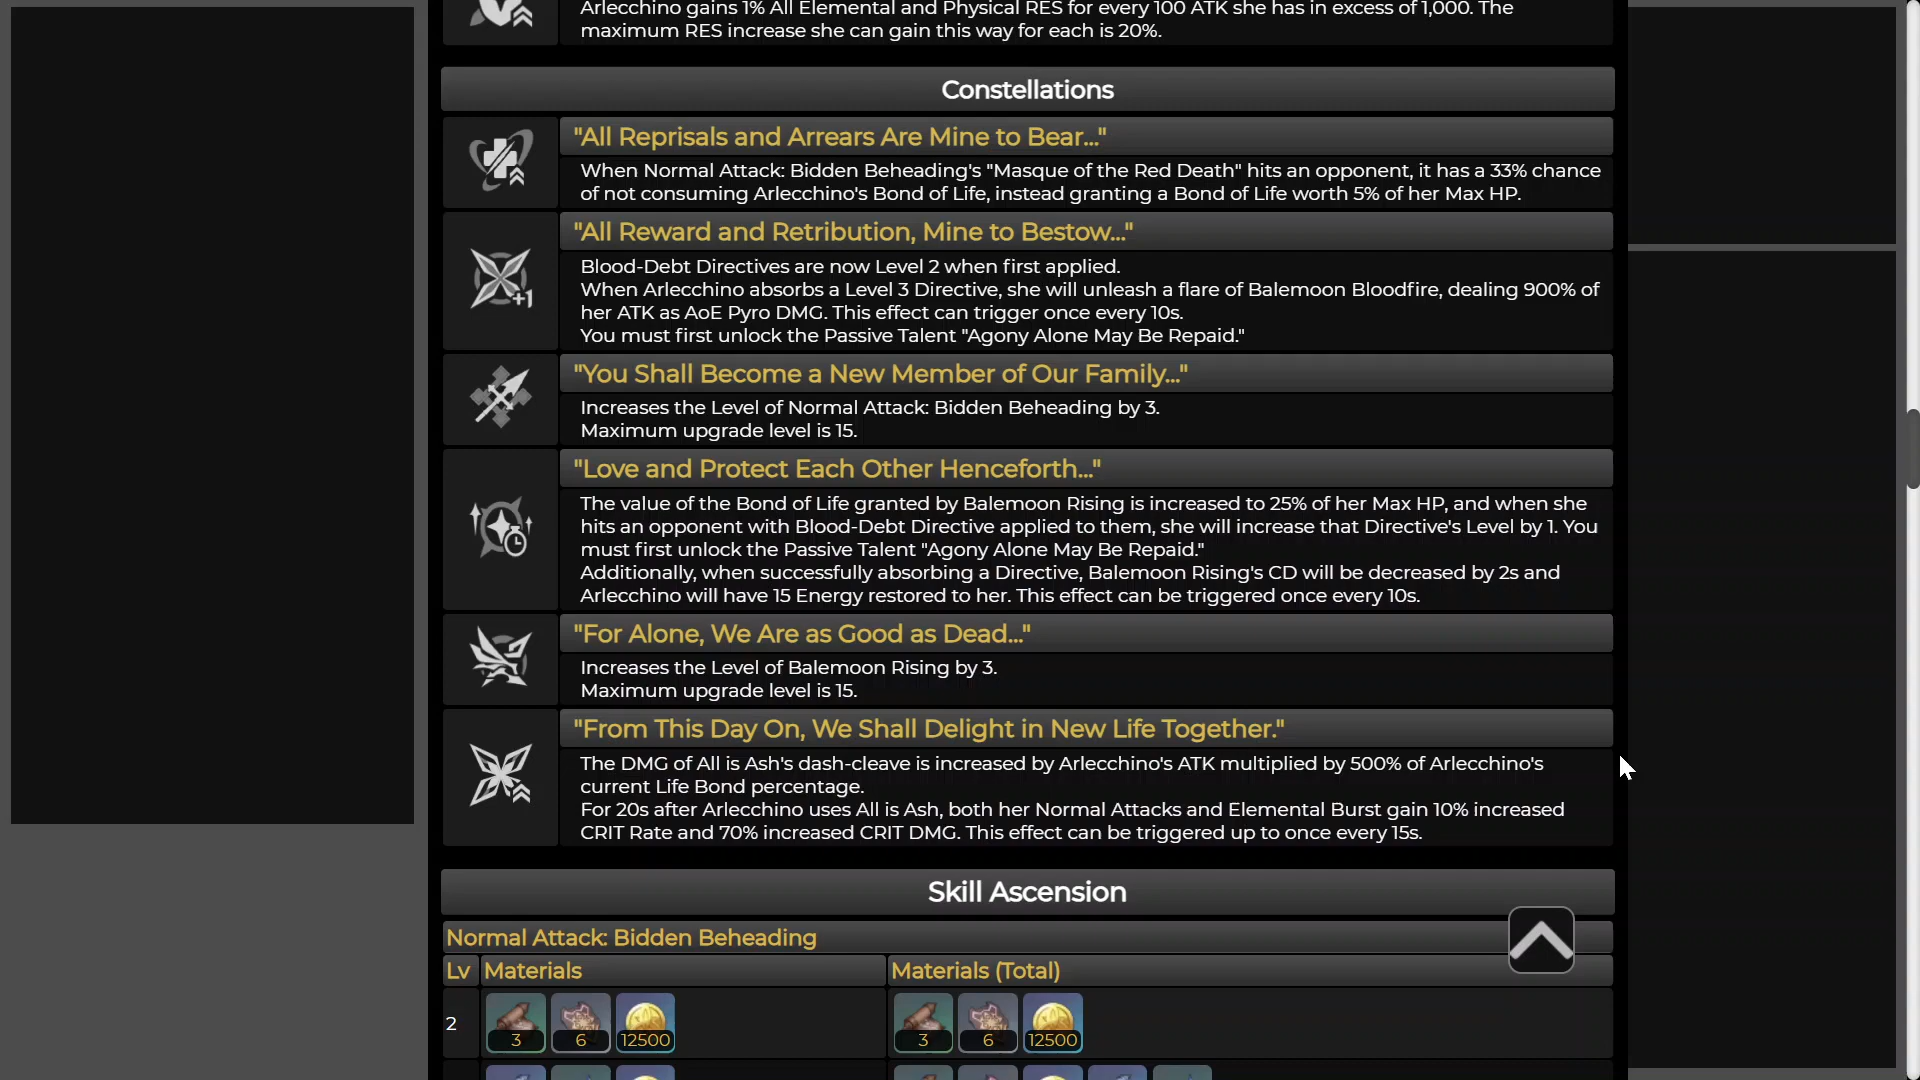 Arlecchino gains 1% All Elemental and Physical RES for every 100 ATK she has in excess of 1,000. The
maximum RES increase she can gain this way for each is 20%.
Constellations
"All Reprisals and Arrears Are Mine to Bear..."
When Normal Attack: Bidden Beheading's "Masque of the Red Death" hits an opponent, it has a 33% chance
of not consuming Arlecchino's Bond of Life, instead granting a Bond of Life worth 5% of her Max HP.
"All Reward and Retribution, Mine to Bestow..."
Blood-Debt Directives are now Level 2 when first applied.
When Arlecchino absorbs a Level 3 Directive, she will unleash a flare of Balemoon Bloodfire, dealing 900% of
her ATK as AoE Pyro DMG. This effect can trigger once every 10s.
You must first unlock the Passive Talent "Agony Alone May Be Repaid."
+1
"You Shall Become a New Member of Our Family..."
Increases the Level of Normal Attack: Bidden Beheading by 3.
Maximum upgrade level is 15.
"Love and Protect Each Other Henceforth..."
The value of the Bond of Life granted by Balemoon Rising is increased to 25% of her Max HP, and when she
hits an opponent with Blood-Debt Directive applied to them, she will increase that Directive's Level by 1. You
must first unlock the Passive Talent "Agony Alone May Be Repaid."
Additionally, when successfully absorbing a Directive, Balemoon Rising's CD will be decreased by 2s and
Arlecchino will have 15 Energy restored to her. This effect can be triggered once every 10s.
"For Alone, We Are as Good as Dead..."
Increases the Level of Balemoon Rising by 3.
Maximum upgrade level is 15.
"From This Day On, We Shall Delight in New Life Together."
The DMG of All is Ash's dash-cleave is increased by Arlecchino's ATK multiplied by 500% of Arlecchino's
current Life Bond percentage.
For 20s after Arlecchino uses All is Ash, both her Normal Attacks and Elemental Burst gain 10% increased
CRIT Rate and 70% increased CRIT DMG. This effect can be triggered up to once every 15s.
Skill Ascension
Normal Attack: Bidden Beheading
Lv Materials Materials (Total)
2 3 6 12500 3 6 12500